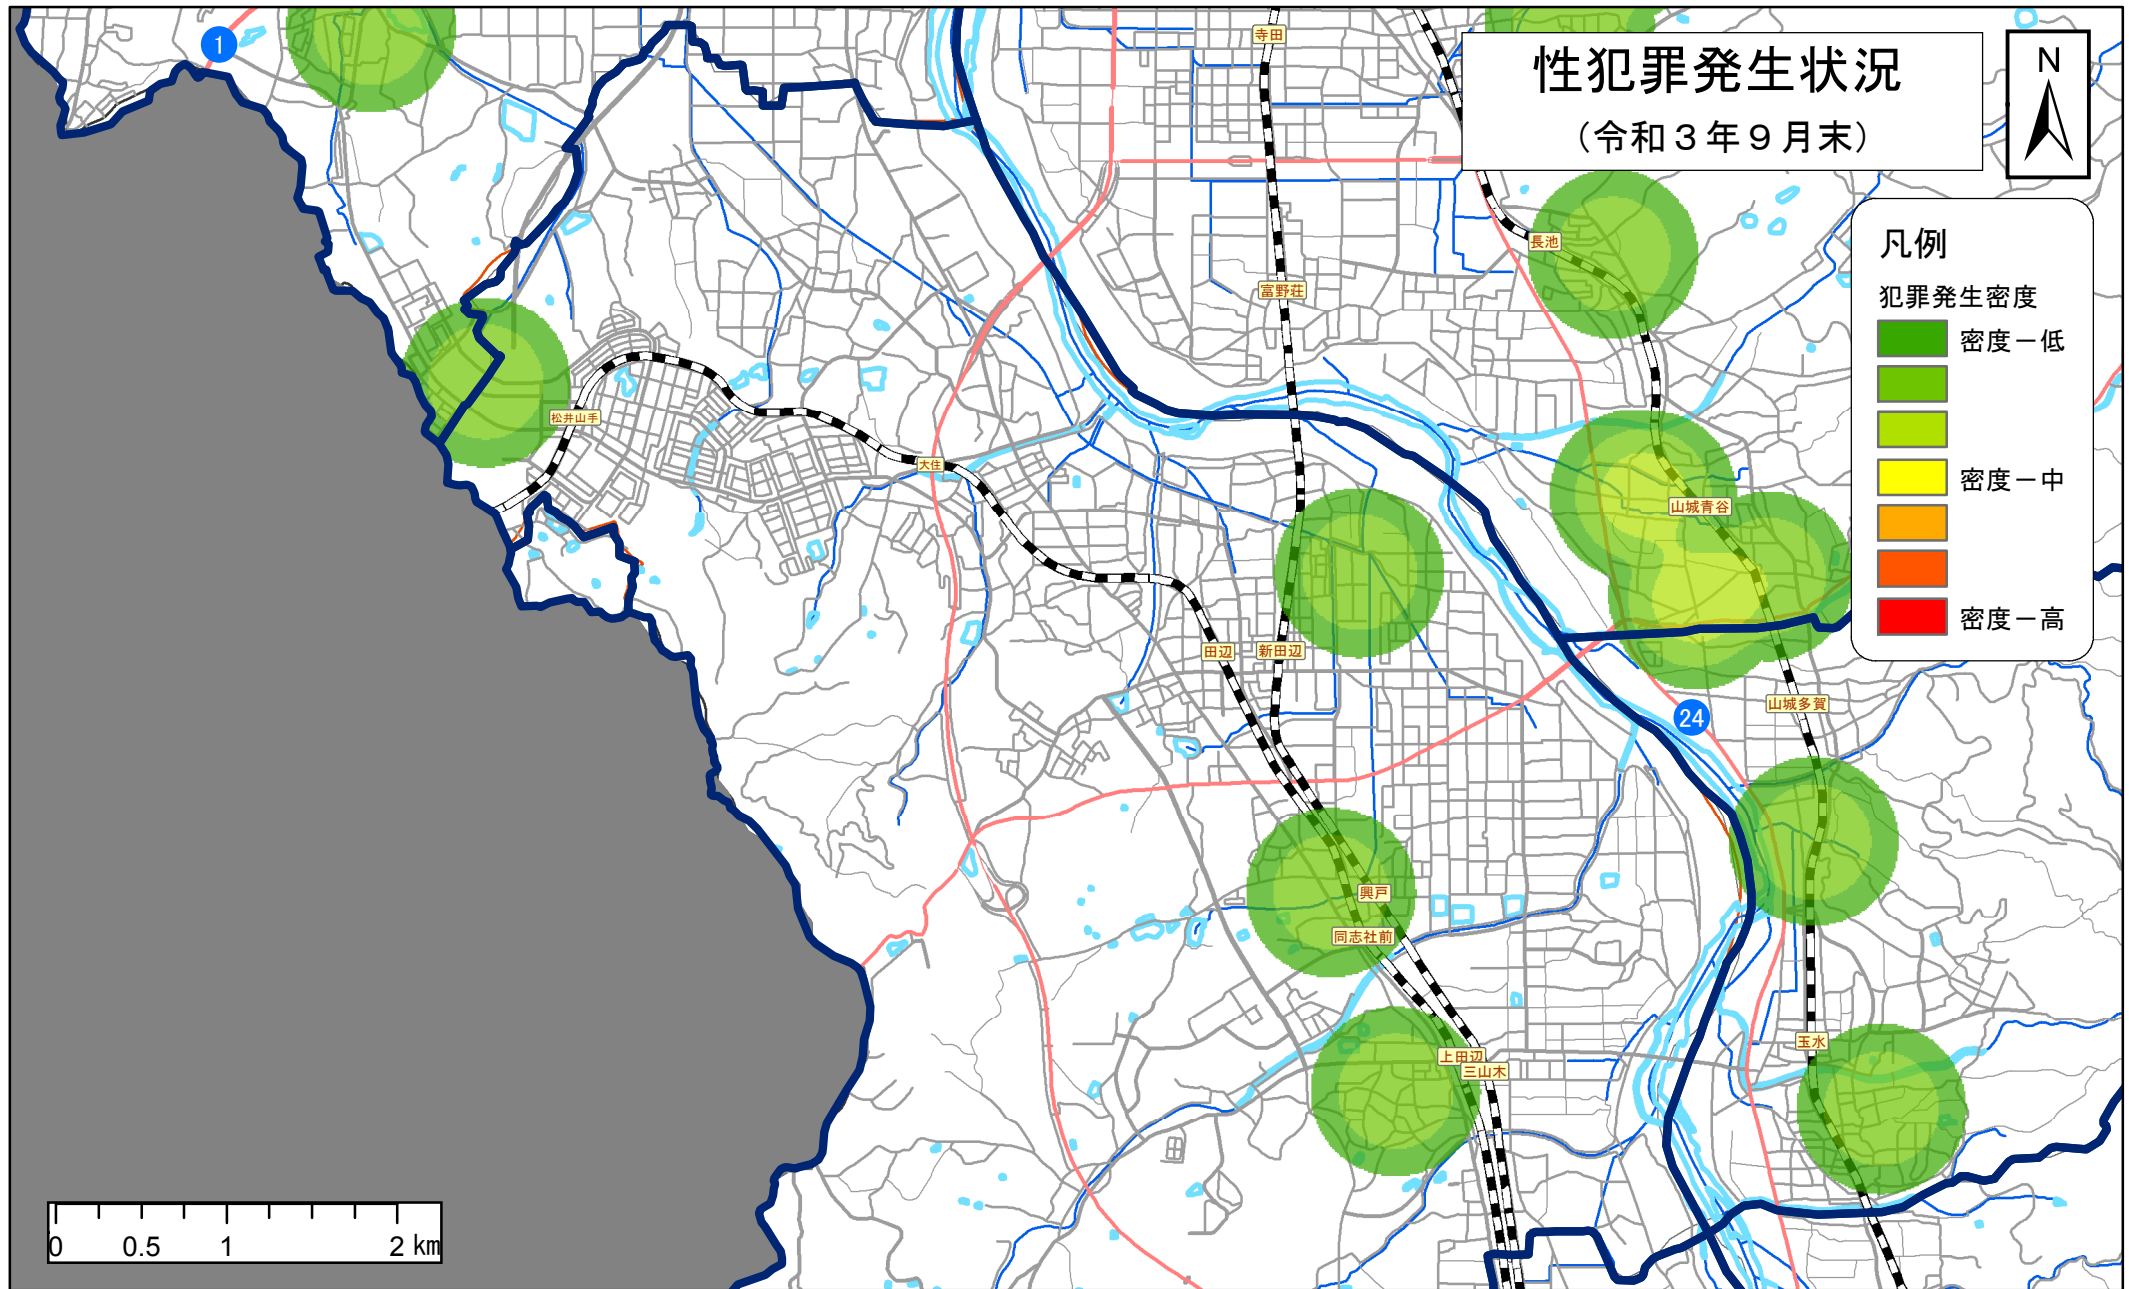 性犯罪発生状況
（令和３年９月末）
N
凡例
犯罪発生密度
密度－低
密度－中
密度－高
1
寺田
長池
富野荘
松井山手
大住
山城青谷
田辺
新田辺
山城多賀
24
興戸
同志社前
玉水
上田辺
三山木
0 0.5 1 2 km